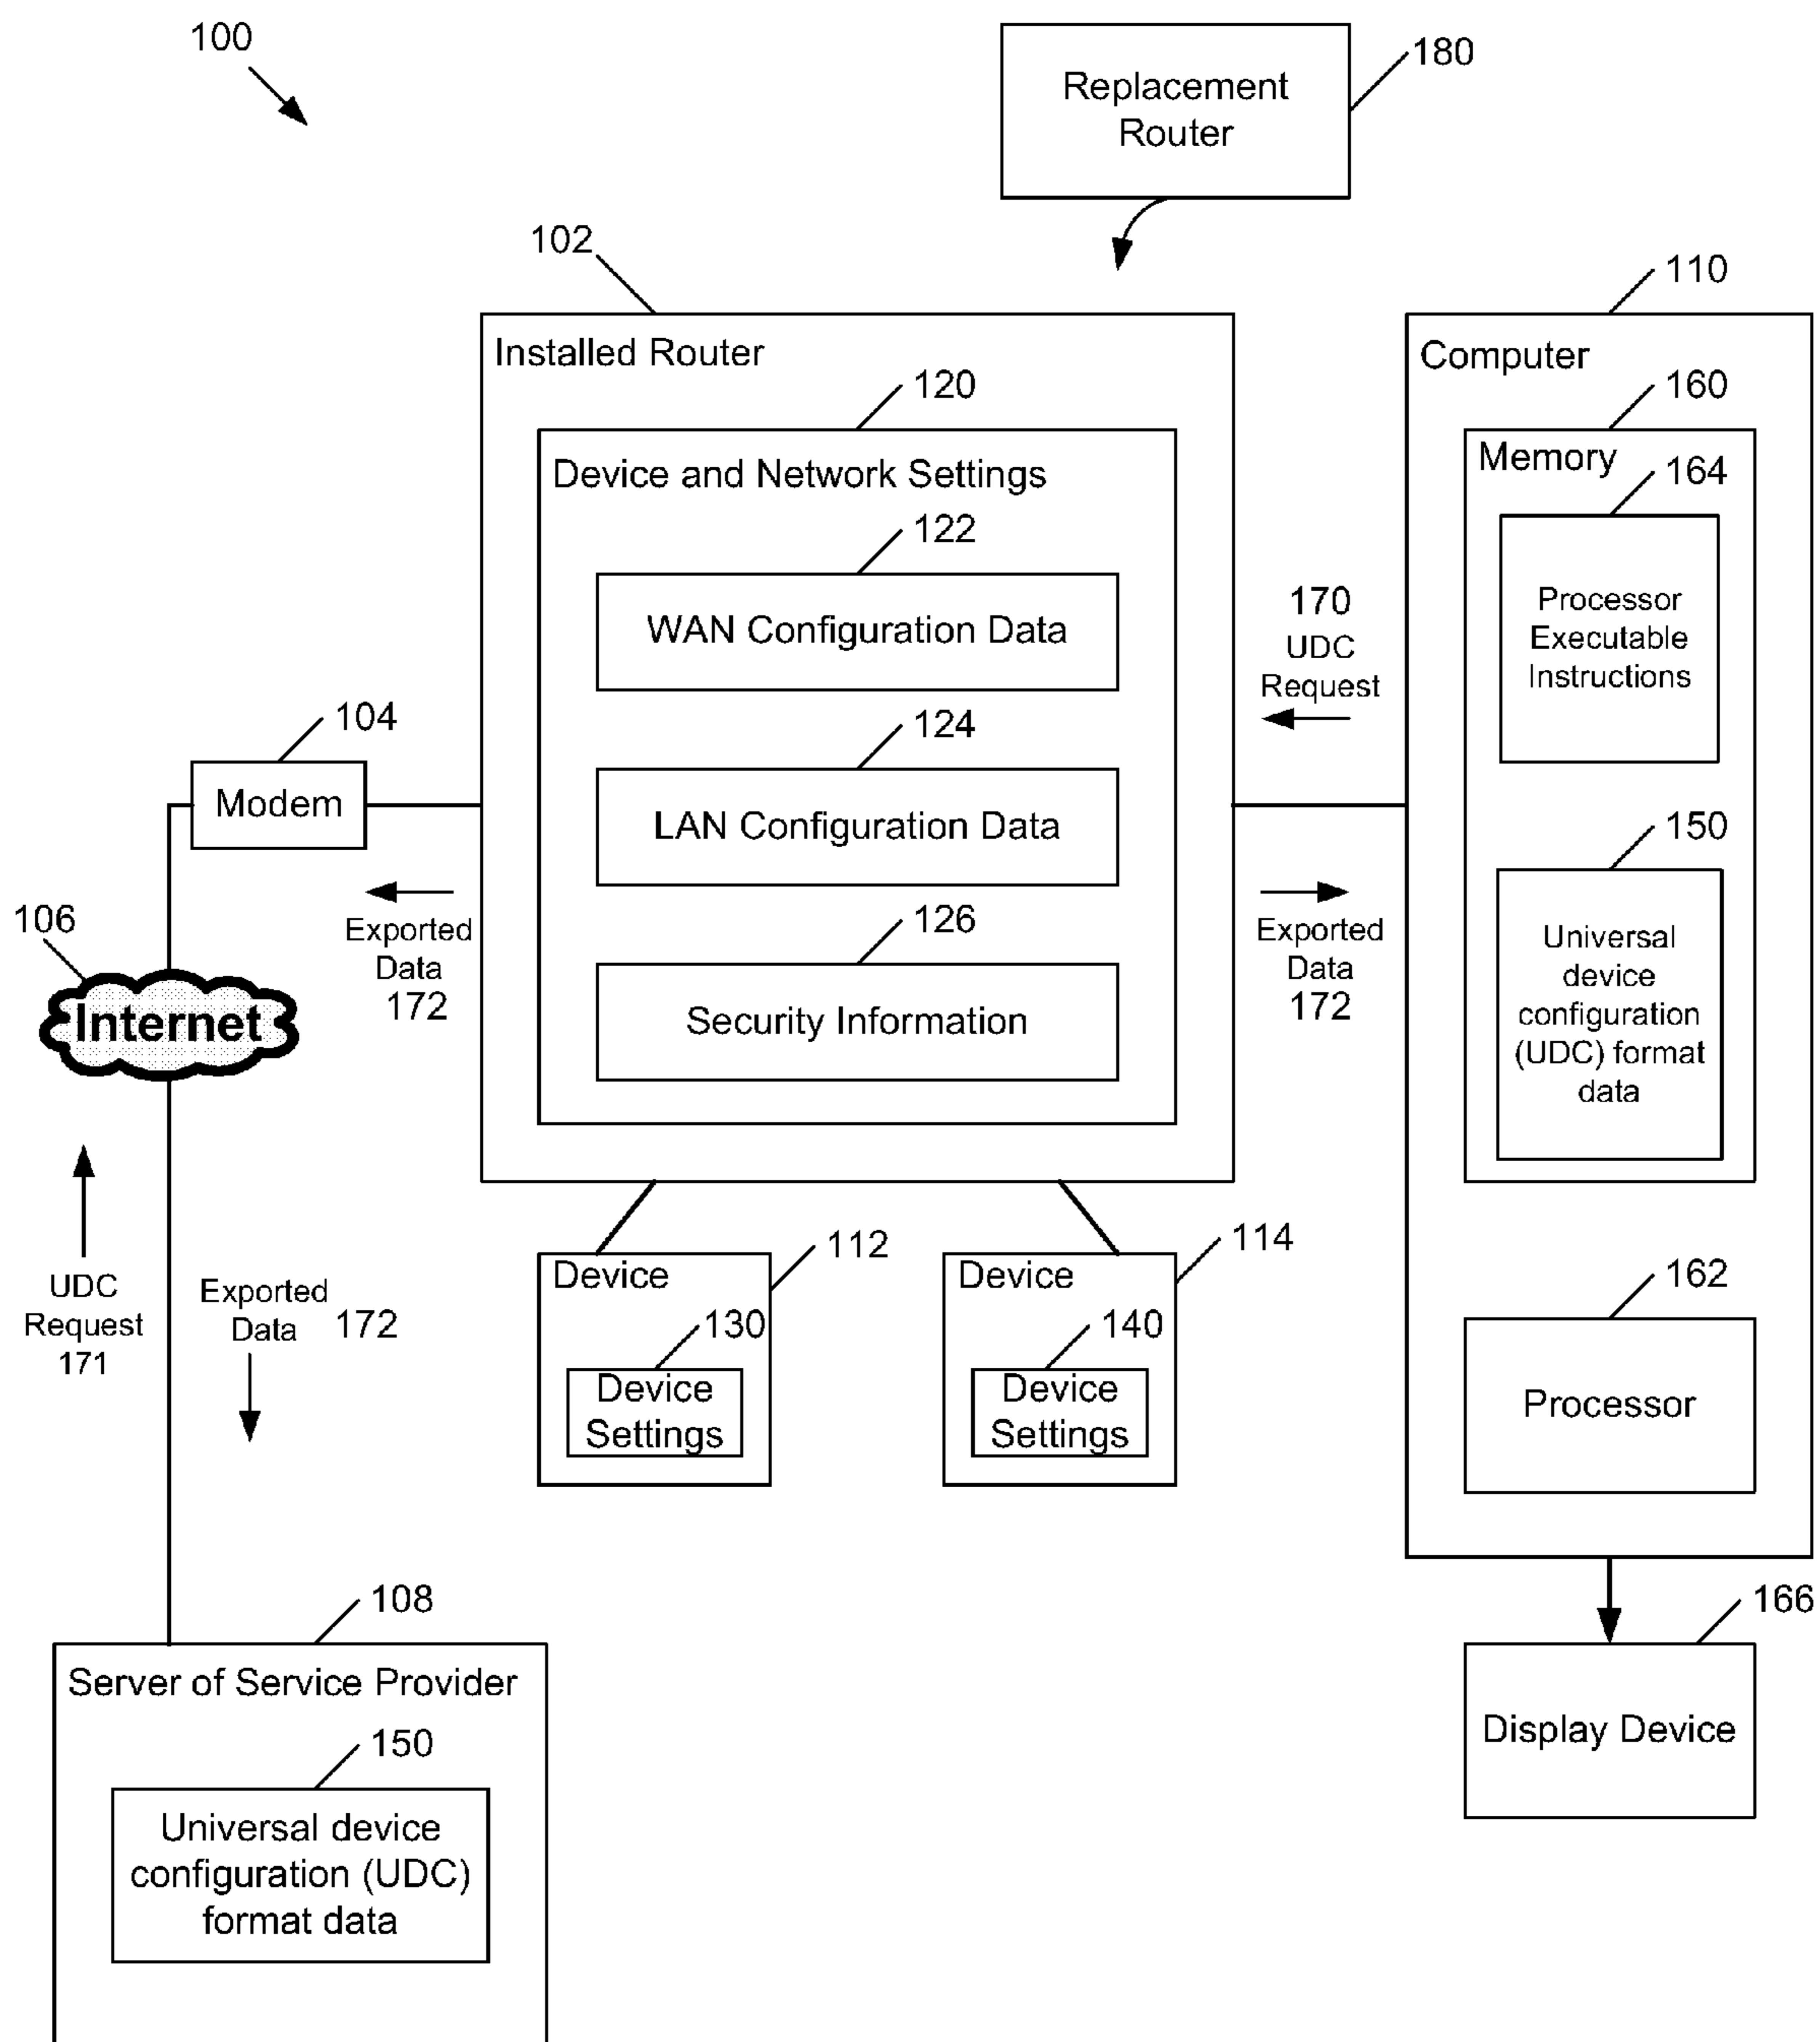 100
Replacement
Router
180
102
110
Installed Router
Computer
120
160
Device and Network Settings
Memory
164
122
WAN Configuration Data
Processor
Executable
Instructions
170
UDC
Request
104
Modem
124
LAN Configuration Data
150
Universal
device
configuration
(UDC) format
data
106
Internet
Exported
Data
172
126
Security Information
Exported
Data
172
UDC
Request
171
Exported
Data 172
112
Device
130
Device
Settings
114
Device
140
Device
Settings
162
Processor
108
Server of Service Provider
150
Universal device
configuration (UDC)
format data
166
Display Device